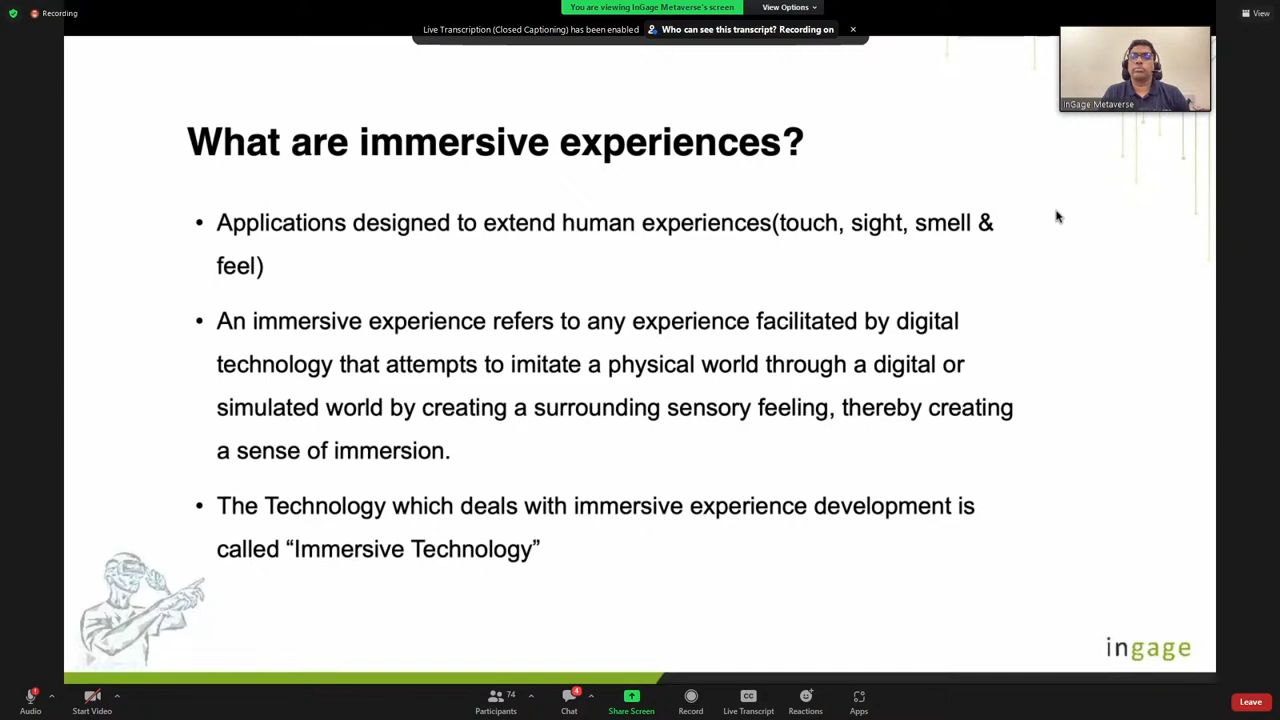 Recording
You are viewing InGage Metaverse's screen
View Options
View
Live Transcription (Closed Captioning) has been enabled
Who can see this transcript? Recording on
InGage Metaverse
What are immersive experiences?
• Applications designed to extend human experiences(touch, sight, smell &
feel)
• An immersive experience refers to any experience facilitated by digital
technology that attempts to imitate a physical world through a digital or
simulated world by creating a surrounding sensory feeling, thereby creating
a sense of immersion.
• The Technology which deals with immersive experience development is
called “Immersive Technology”
ingage
Audio
Start Video
Participants
74
Chat
4
Share Screen
Record
CC
Live Transcript
Reactions
Apps
Leave